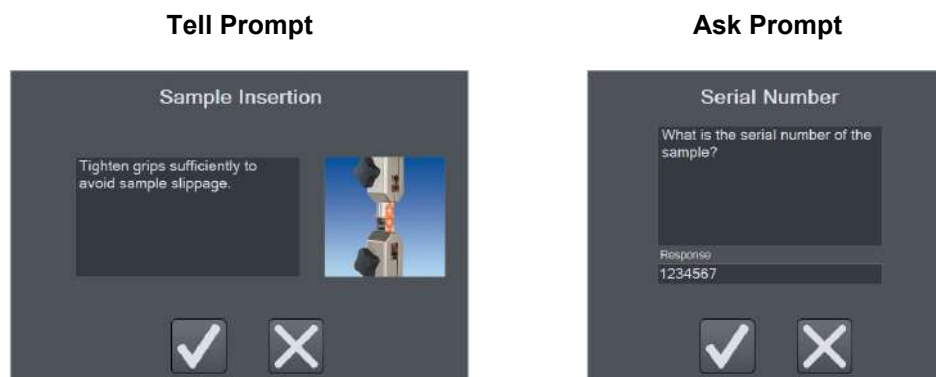 Tell Prompt
Ask Prompt
Sample Insertion
Tighten grips sufficiently to
avoid sample slippage.
Serial Number
What is the serial number of the
sample?
Response
1234567